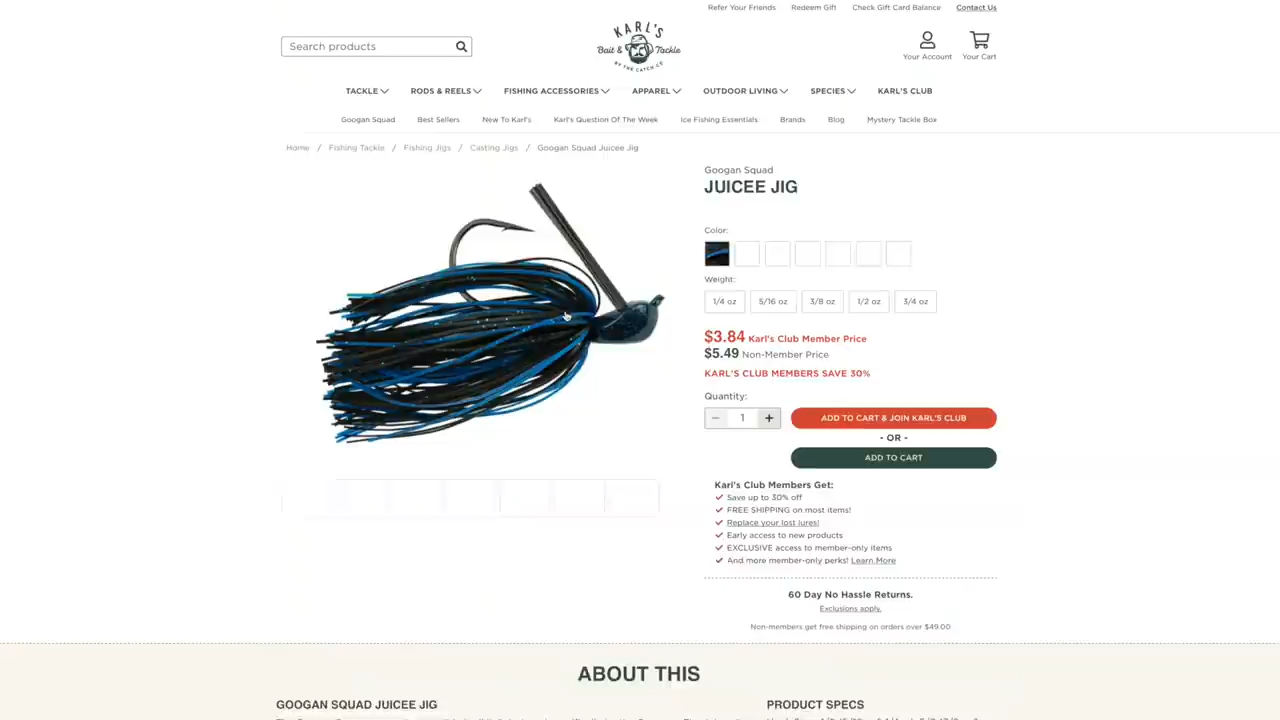 Refer Your Friends Redeem Gift Check Gift Card Balance Contact Us
Search products
KARL'S
Bait & Tackle
BY THE CATCH CO
Your Account Your Cart
TACKLE RODS & REELS FISHING ACCESSORIES APPAREL OUTDOOR LIVING SPECIES KARL'S CLUB
Googan Squad Best Sellers New To Karl's Karl's Question Of The Week Ice Fishing Essentials Brands Blog Mystery Tackle Box
Home / Fishing Tackle / Fishing Jigs / Casting Jigs / Googan Squad Juicee Jig
Googan Squad
JUICEE JIG
Color:
Weight:
1/4 oz 5/16 oz 3/8 oz 1/2 oz 3/4 oz
$3.84 Karl's Club Member Price
$5.49 Non-Member Price
KARL'S CLUB MEMBERS SAVE 30%
Quantity:
− 1 + ADD TO CART & JOIN KARL'S CLUB
- OR -
ADD TO CART
Karl's Club Members Get:
Save up to 30% off
FREE SHIPPING on most items!
Replace your lost lures!
Early access to new products
EXCLUSIVE access to member-only items
And more member-only perks! Learn More
60 Day No Hassle Returns.
Exclusions apply.
Non-members get free shipping on orders over $49.00
ABOUT THIS
GOOGAN SQUAD JUICEE JIG
PRODUCT SPECS